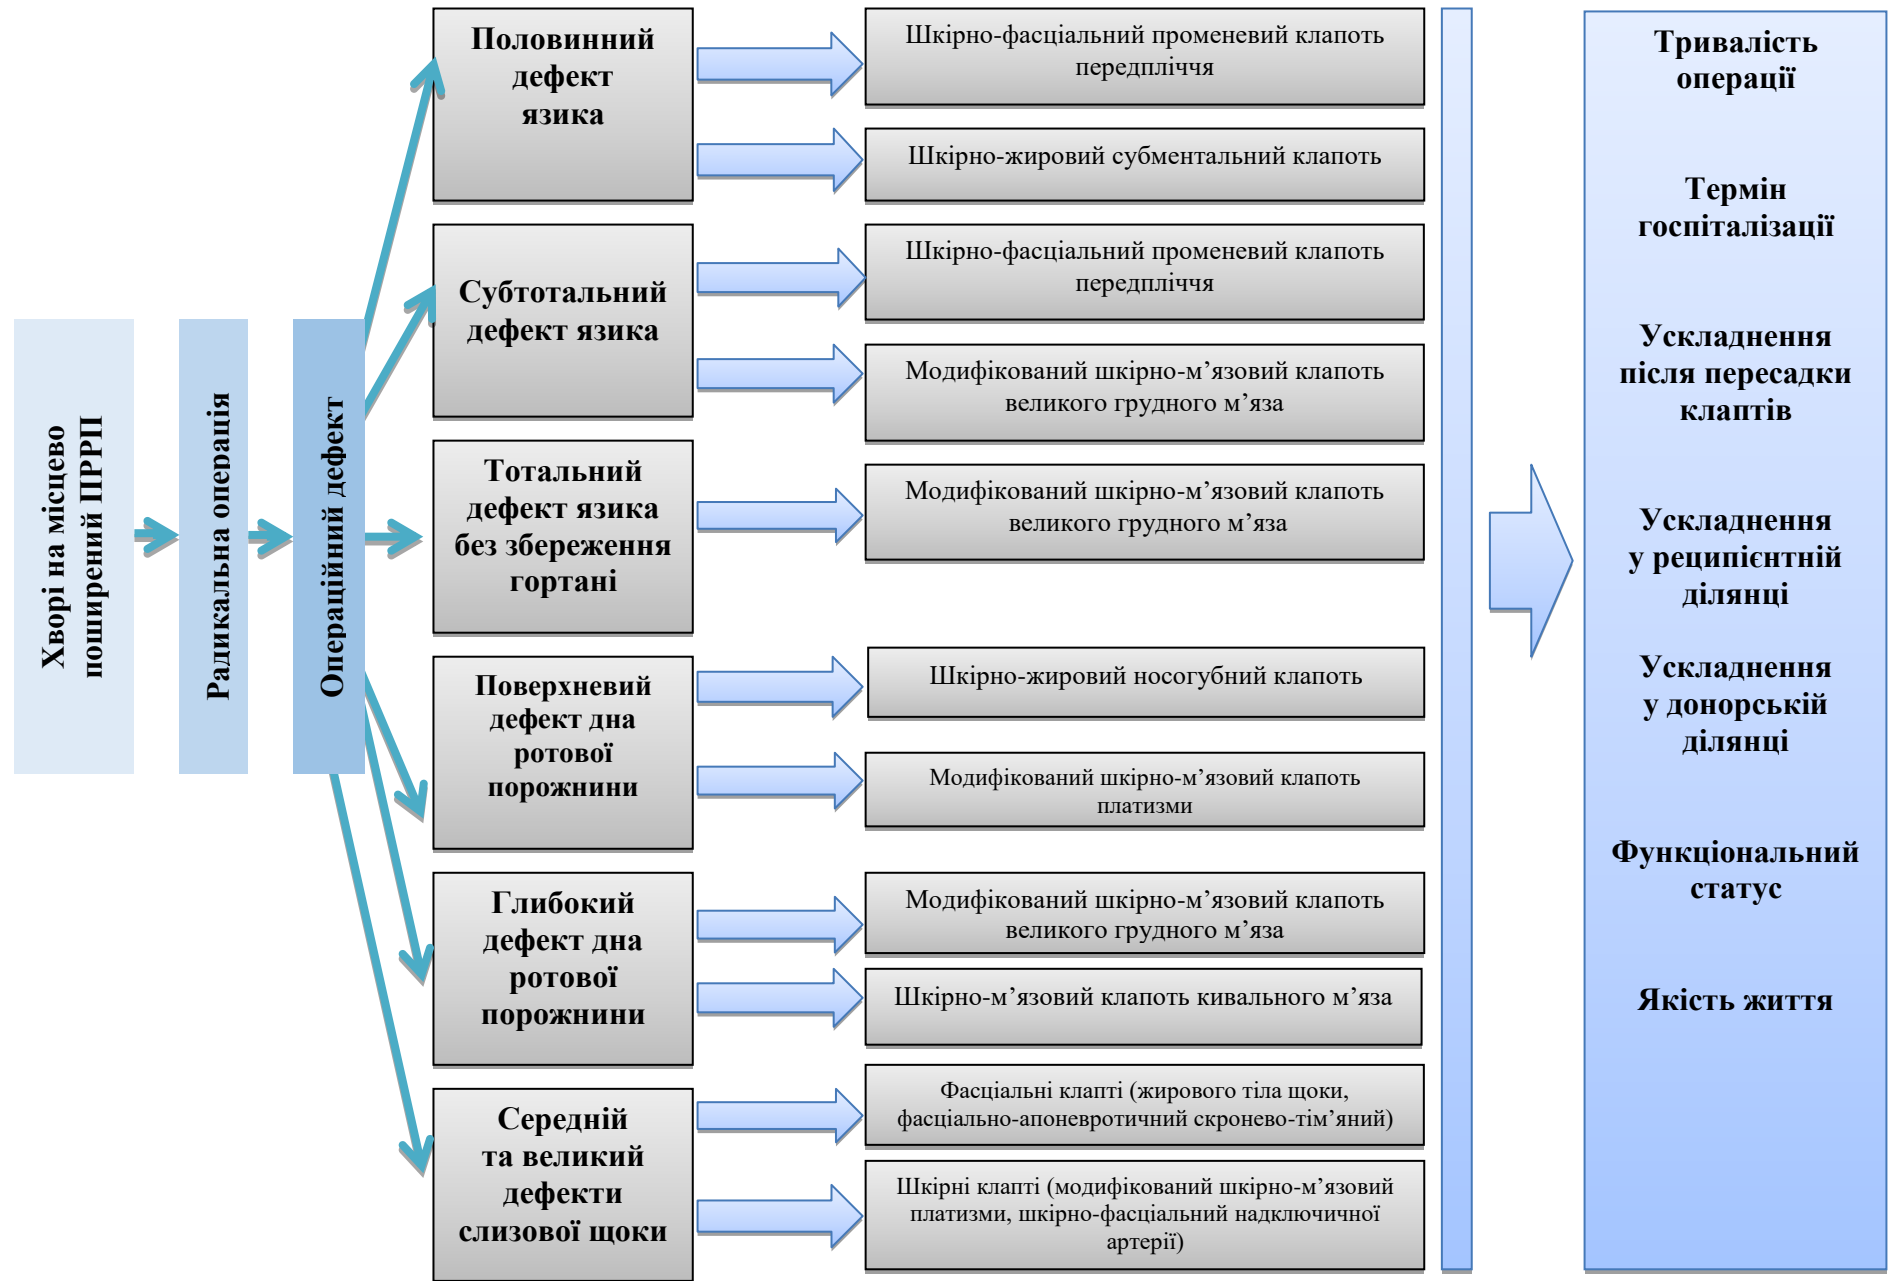 Хворі на місцево
поширений ПРРП
Радикальна операція
Операційний дефект
Половинний
дефект
язика
Шкірно-фасціальний променевий клапоть
передпліччя
Шкірно-жировий субментальний клапоть
Субтотальний
дефект язика
Шкірно-фасціальний променевий клапоть
передпліччя
Модифікований шкірно-м’язовий клапоть
великого грудного м’яза
Тотальний
дефект язика
без збереження
гортані
Модифікований шкірно-м’язовий клапоть
великого грудного м’яза
Поверхневий
дефект дна
ротової
порожнини
Шкірно-жировий носогубний клапоть
Модифікований шкірно-м’язовий клапоть
платизми
Глибокий
дефект дна
ротової
порожнини
Модифікований шкірно-м’язовий клапоть
великого грудного м’яза
Шкірно-м’язовий клапоть кивального м’яза
Середній
та великий
дефекти
слизової щоки
Фасціальні клапті (жирового тіла щоки,
фасціально-апоневротичний скронево-тім’яний)
Шкірні клапті (модифікований шкірно-м’язовий
платизми, шкірно-фасціальний надключичної
артерії)
Тривалість
операції
Термін
госпіталізації
Ускладнення
після пересадки
клаптів
Ускладнення
у реципієнтній
ділянці
Ускладнення
у донорській
ділянці
Функціональний
статус
Якість життя